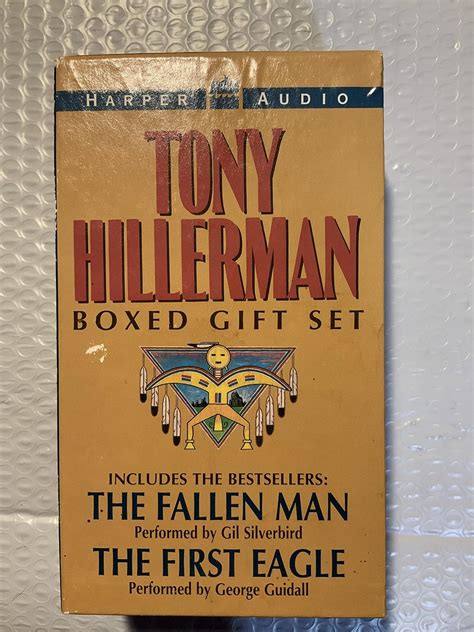 HARPER AUDIO
TONY
HILLERMAN
BOXED GIFT SET
INCLUDES THE BESTSELLERS:
THE FALLEN MAN
Performed by Gil Silverbird
THE FIRST EAGLE
Performed by George Guidall